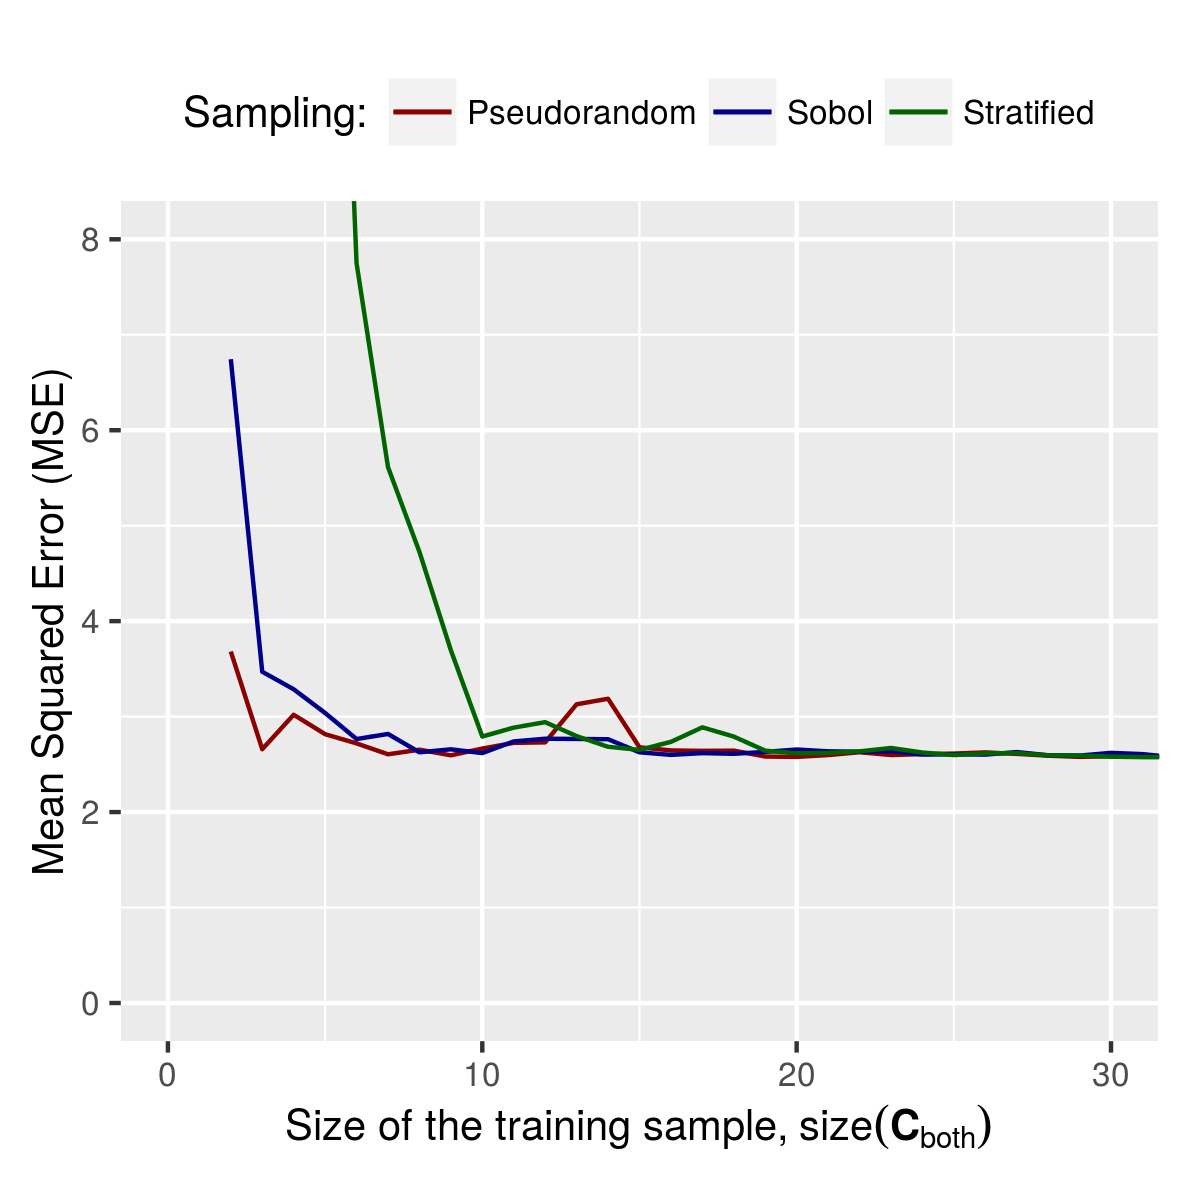 Sampling: Pseudorandom Sobol Stratified
Mean Squared Error (MSE)
8
6
4
2
0
0 10 20 30
Size of the training sample, size(C_both)